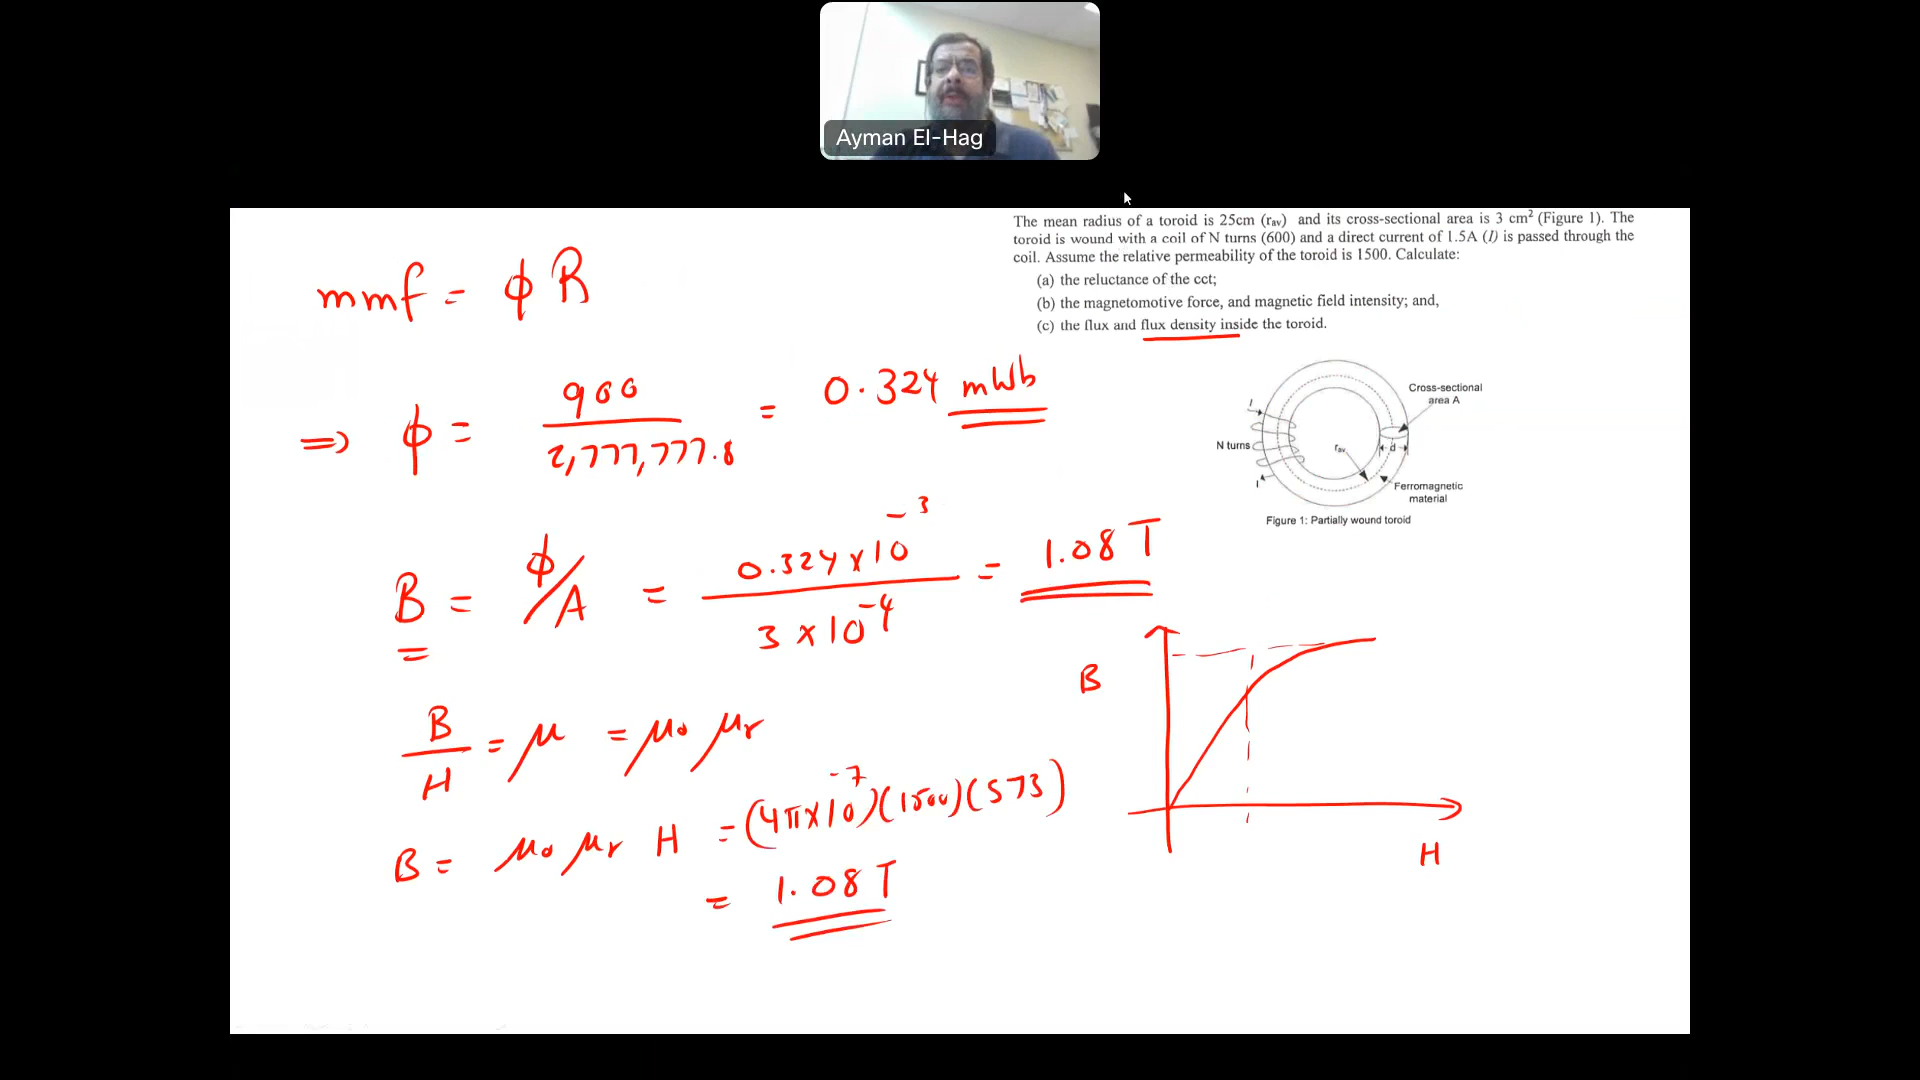 Ayman El-Hag
The mean radius of a toroid is 25cm (rav) and its cross-sectional area is 3 cm² (Figure 1). The
toroid is wound with a coil of N turns (600) and a direct current of 1.5A (I) is passed through the
coil. Assume the relative permeability of the toroid is 1500. Calculate:
(a) the reluctance of the cct;
(b) the magnetomotive force, and magnetic field intensity; and,
(c) the flux and flux density inside the toroid.
mmf = ϕ R
⇒ ϕ = 900 / 2,777,777.8 = 0.324 mWb
B = ϕ/A = 0.324 x 10⁻³ / 3 x 10⁻⁴ = 1.08 T
B/H = μ = μ₀ μr
B = μ₀ μr H = (4π x 10⁻⁷)(1500)(573)
= 1.08 T
Cross-sectional
area A
I
N turns
rav
d
I
Ferromagnetic
material
Figure 1: Partially wound toroid
B
H